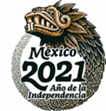 México
2021
Año de la
Independencia